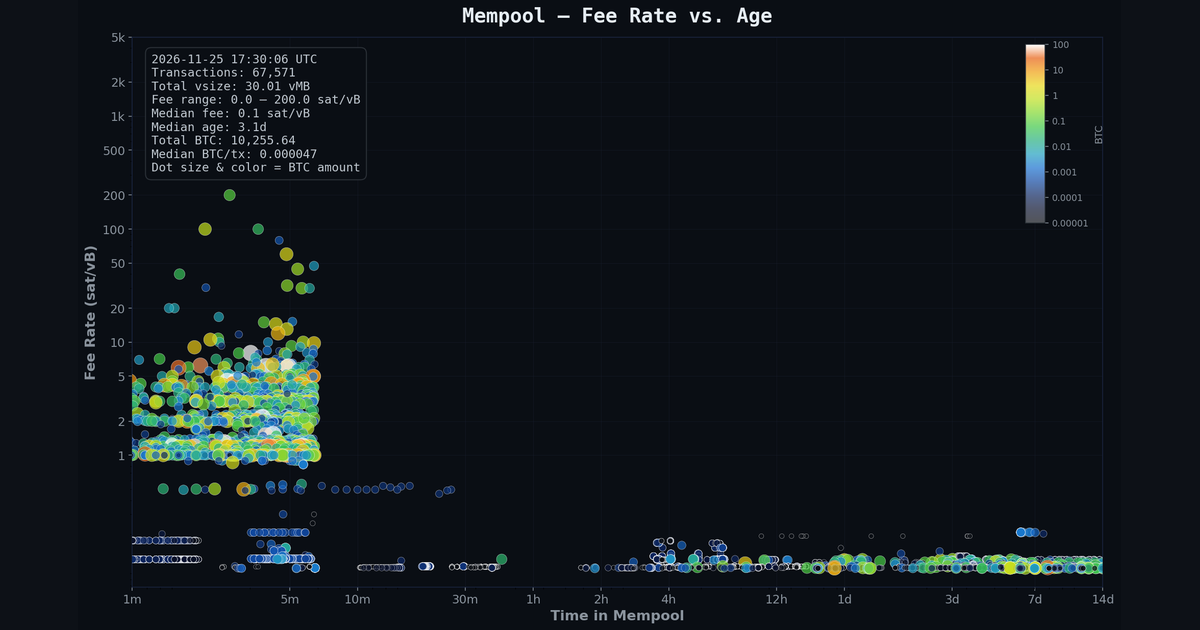 Mempool — Fee Rate vs. Age
2026-11-25 17:30:06 UTC
Transactions: 67,571
Total vsize: 30.01 vMB
Fee range: 0.0 — 200.0 sat/vB
Median fee: 0.1 sat/vB
Median age: 3.1d
Total BTC: 10,255.64
Median BTC/tx: 0.000047
Dot size & color = BTC amount
Fee Rate (sat/vB)
5k
2k
1k
500
200
100
50
20
10
5
2
1
100
10
1
0.1
0.01
0.001
0.0001
0.00001
BTC
1m
5m
10m
30m
1h
2h
4h
12h
1d
3d
7d
14d
Time in Mempool